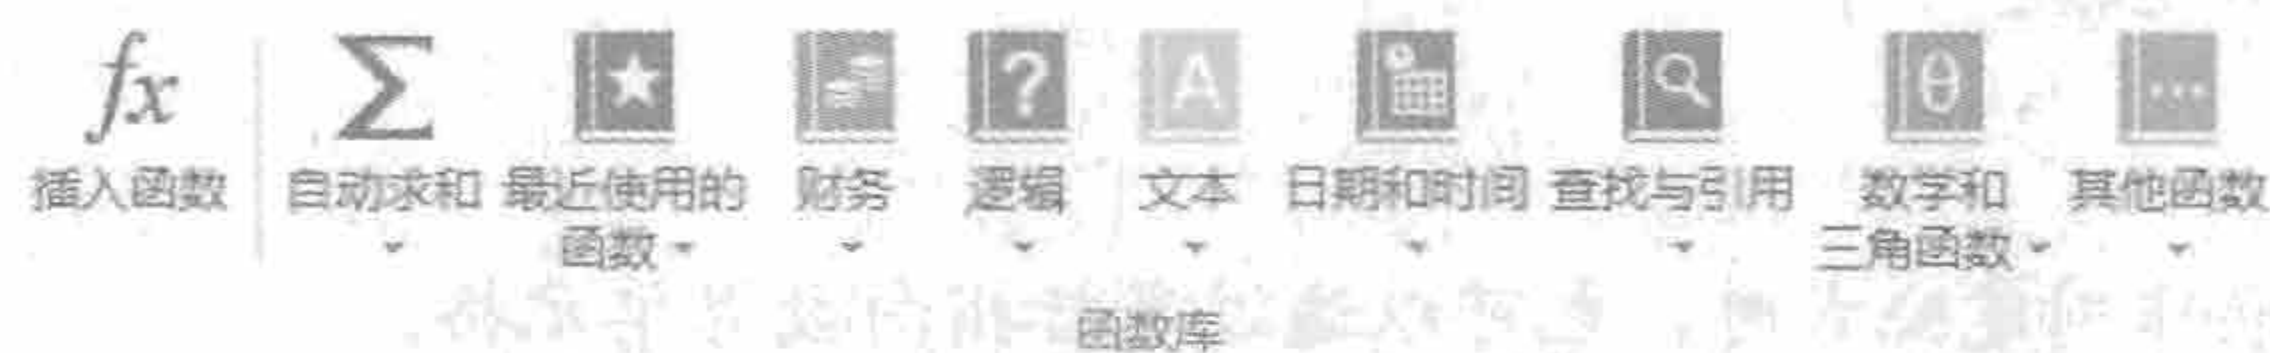 fx
插入函数
Σ
自动求和
最近使用的
函数
财务
?
逻辑
A
文本
日期和时间
查找与引用
θ
数学和
三角函数
...
其他函数
函数库